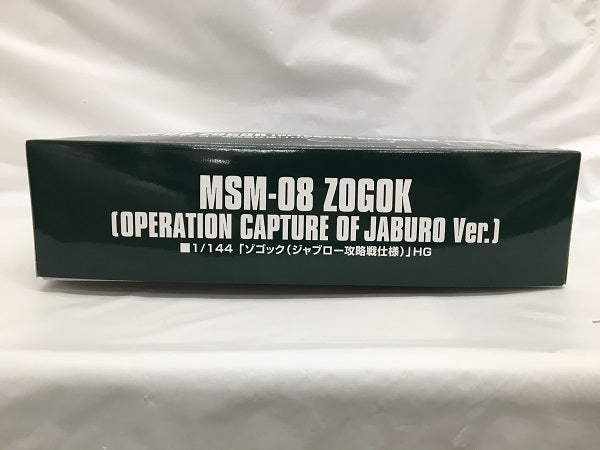 MSM-08 ZOGOK
(OPERATION CAPTURE OF JABURO Ver.)
■1/144「ゾゴック(ジャブロー攻略戦仕様)」HG